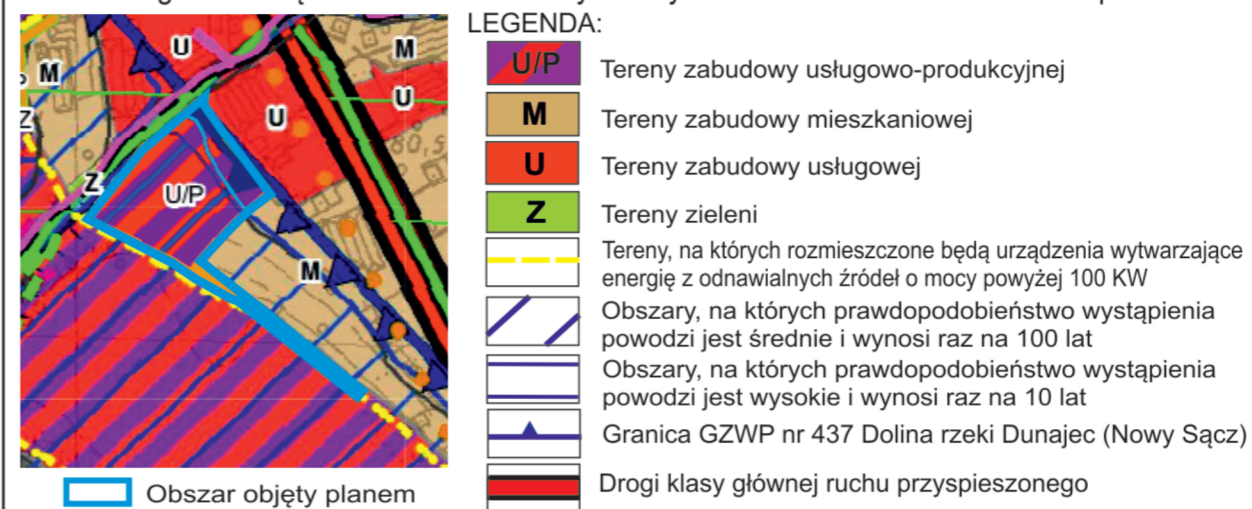 LEGENDA:
U/P Tereny zabudowy usługowo-produkcyjnej
M Tereny zabudowy mieszkaniowej
U Tereny zabudowy usługowej
Z Tereny zieleni
Tereny, na których rozmieszczone będą urządzenia wytwarzające
energię z odnawialnych źródeł o mocy powyżej 100 KW
Obszary, na których prawdopodobieństwo wystąpienia
powodzi jest średnie i wynosi raz na 100 lat
Obszary, na których prawdopodobieństwo wystąpienia
powodzi jest wysokie i wynosi raz na 10 lat
Granica GZWP nr 437 Dolina rzeki Dunajec (Nowy Sącz)
Drogi klasy głównej ruchu przyspieszonego
U
M
M
U
Z
U
80,5
Z
U/P
M
Obszar objęty planem